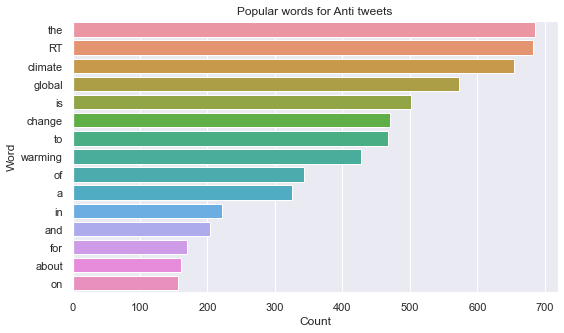 Popular words for Anti tweets
the
RT
climate
global
is
change
to
warming
of
a
in
and
for
about
on
Word
0 100 200 300 400 500 600 700
Count